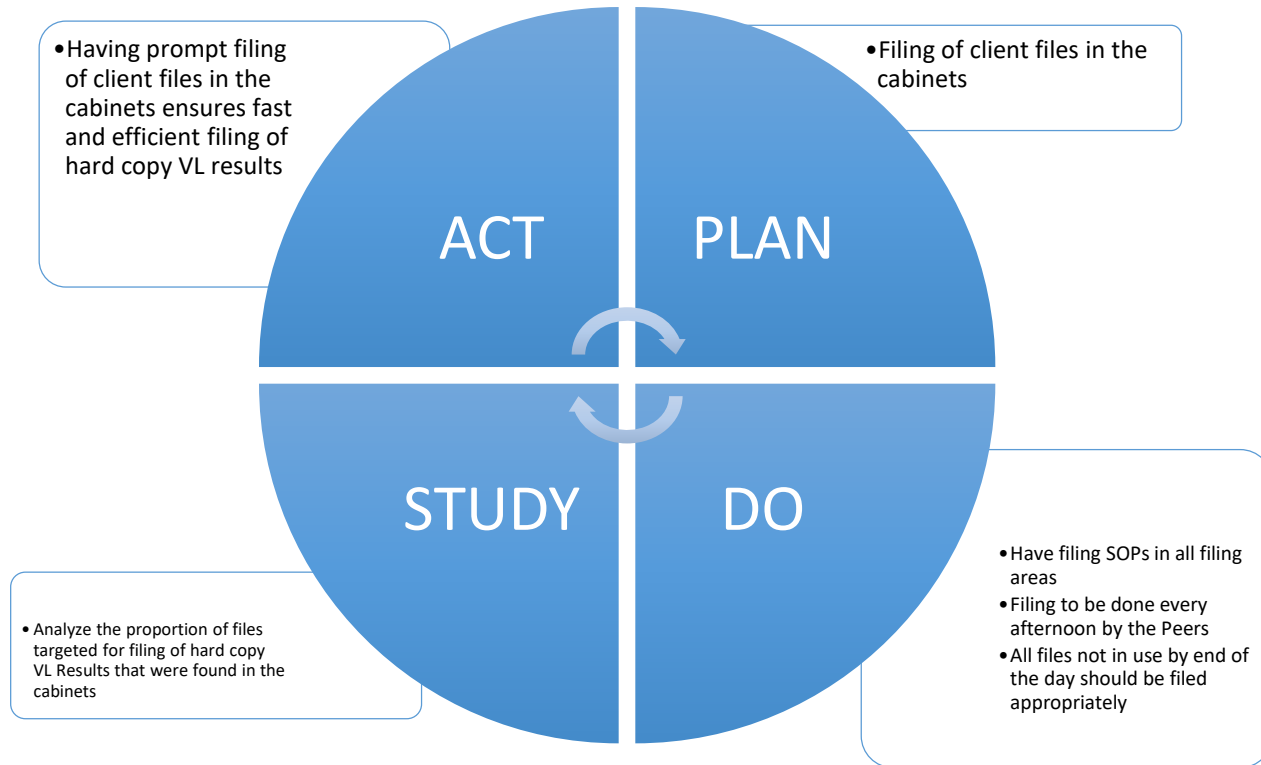 •Having prompt filing
of client files in the
cabinets ensures fast
and efficient filing of
hard copy VL results
•Filing of client files in the
cabinets
ACT
PLAN
STUDY
DO
•Analyze the proportion of files
targeted for filing of hard copy
VL Results that were found in the
cabinets
•Have filing SOPs in all filing
areas
•Filing to be done every
afternoon by the Peers
•All files not in use by end of
the day should be filed
appropriately